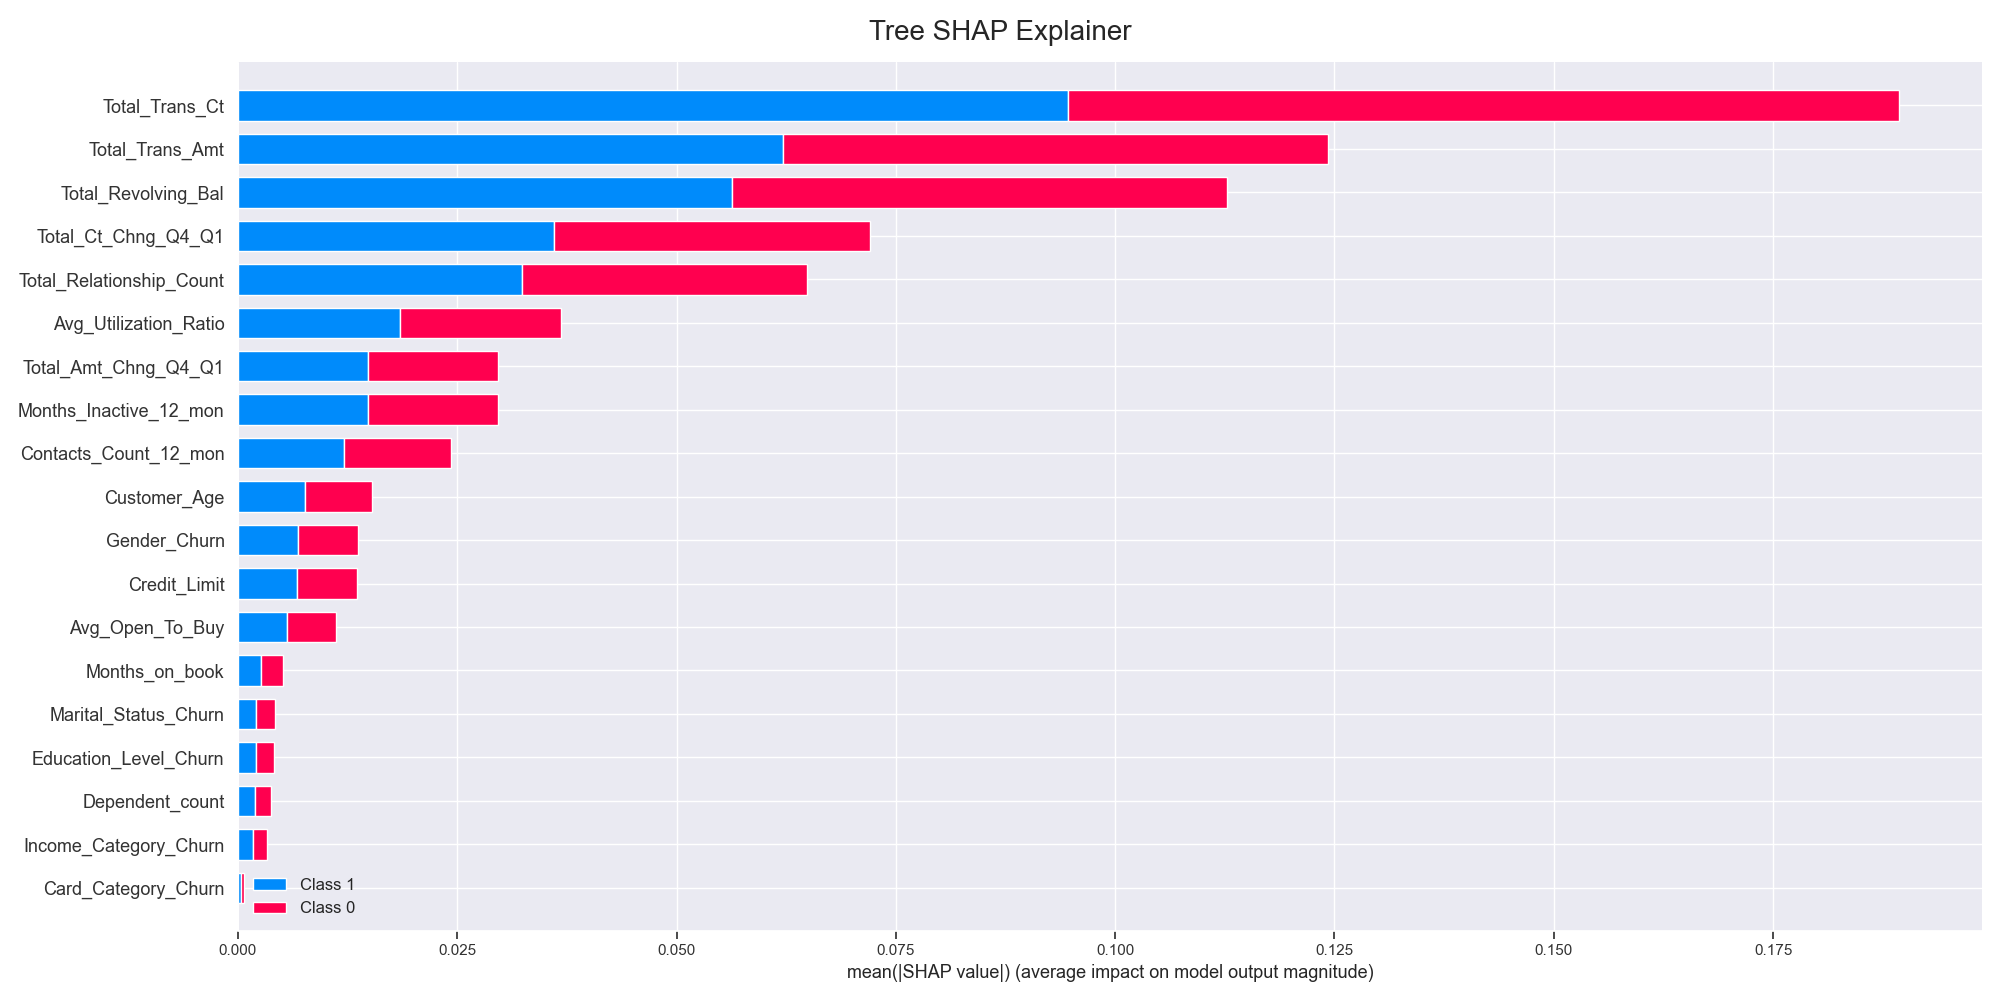 Tree SHAP Explainer
Total_Trans_Ct
Total_Trans_Amt
Total_Revolving_Bal
Total_Ct_Chng_Q4_Q1
Total_Relationship_Count
Avg_Utilization_Ratio
Total_Amt_Chng_Q4_Q1
Months_Inactive_12_mon
Contacts_Count_12_mon
Customer_Age
Gender_Churn
Credit_Limit
Avg_Open_To_Buy
Months_on_book
Marital_Status_Churn
Education_Level_Churn
Dependent_count
Income_Category_Churn
Card_Category_Churn
Class 1
Class 0
0.000 0.025 0.050 0.075 0.100 0.125 0.150 0.175
mean(|SHAP value|) (average impact on model output magnitude)